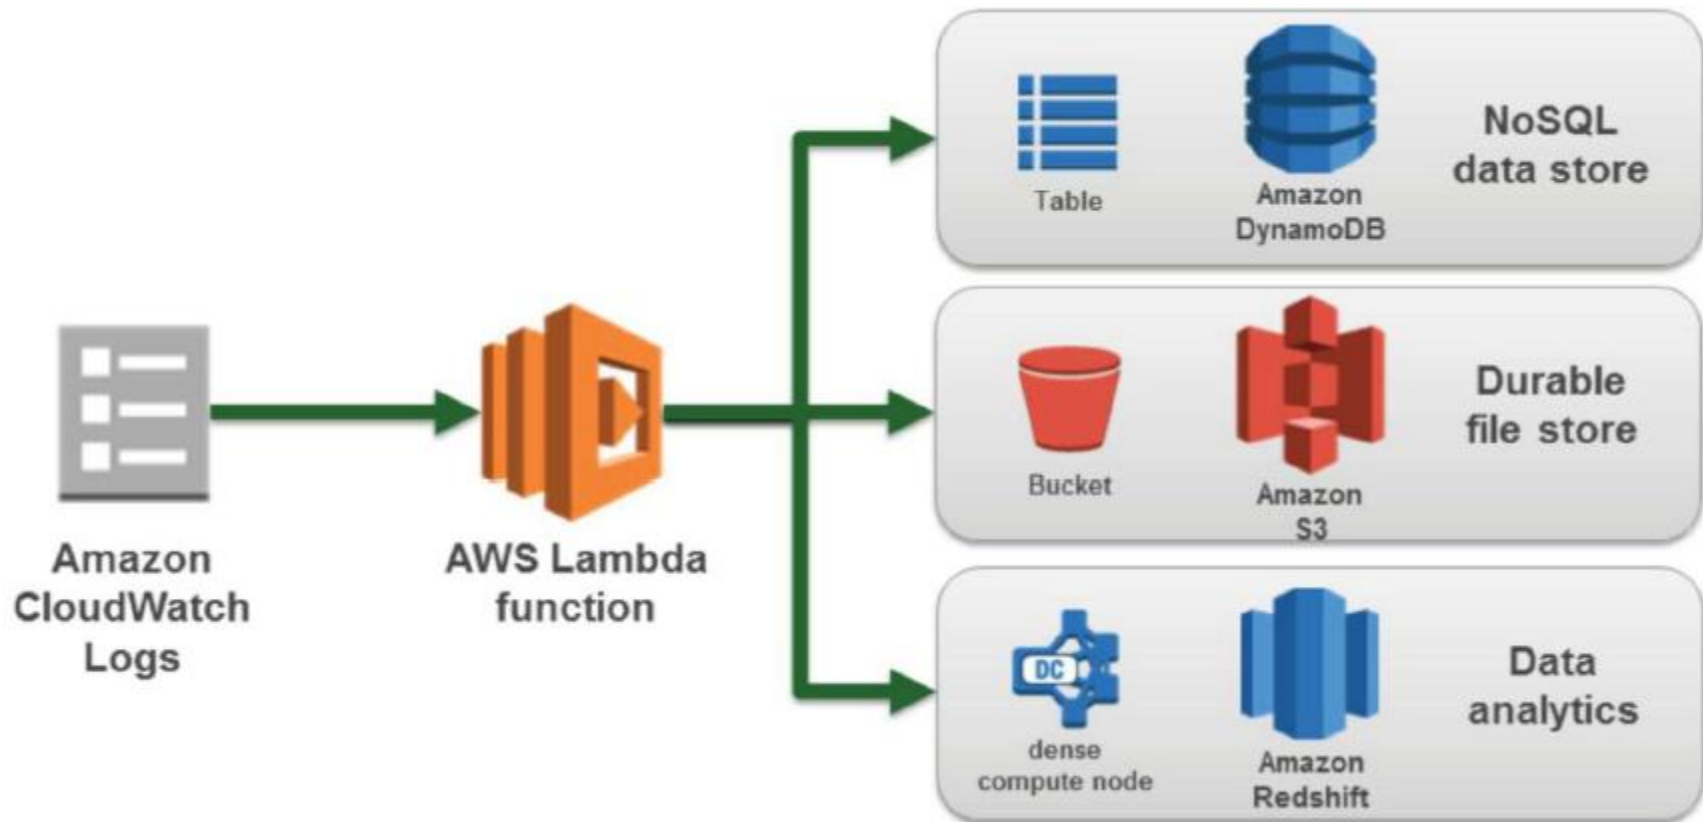 Amazon
CloudWatch
Logs
AWS Lambda
function
Table
Amazon
DynamoDB
NoSQL
data store
Bucket
Amazon
S3
Durable
file store
DC
dense
compute node
Amazon
Redshift
Data
analytics